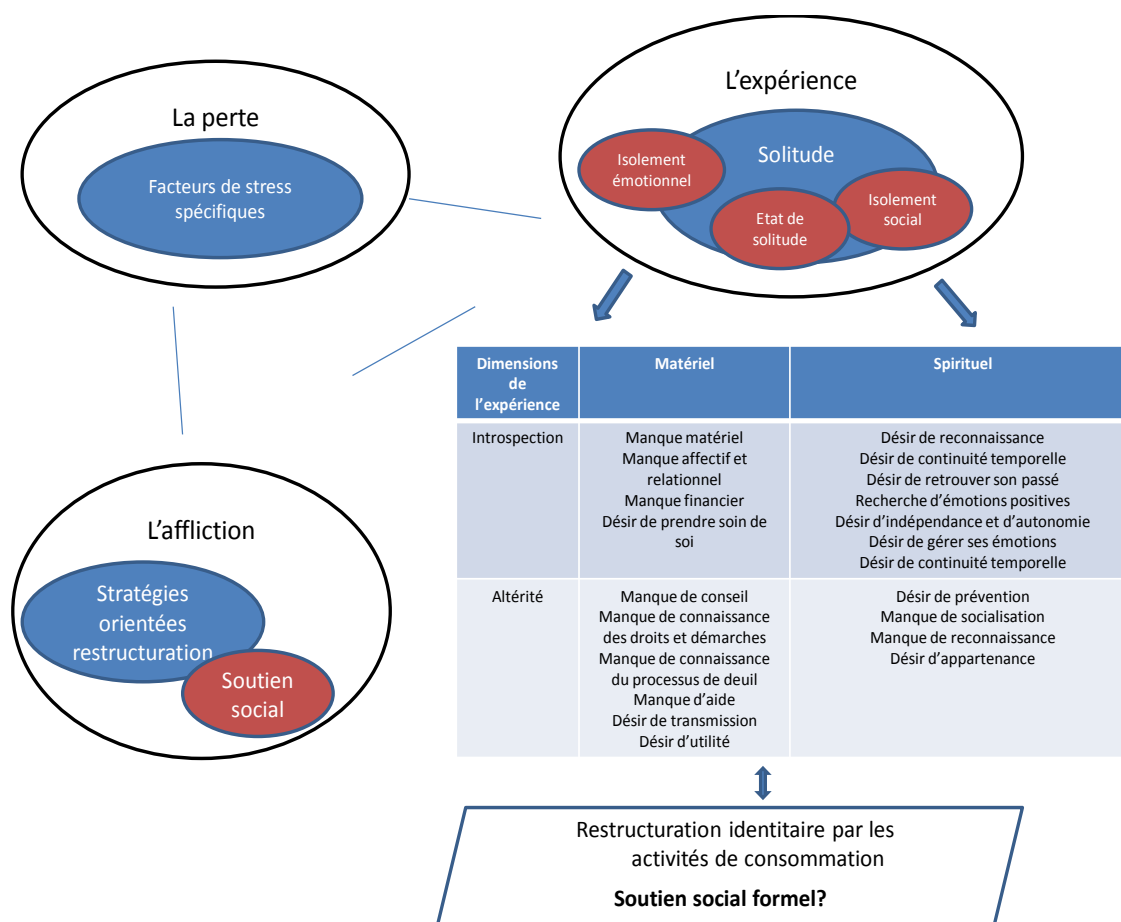 La perte
Facteurs de stress
spécifiques
L'expérience
Solitude
Isolement
émotionnel
Etat de
solitude
Isolement
social
L'affliction
Stratégies
orientées
restructuration
Soutien
social
Dimensions
de
l'expérience
Matériel
Spirituel
Introspection
Manque matériel
Manque affectif et
relationnel
Manque financier
Désir de prendre soin de
soi
Désir de reconnaissance
Désir de continuité temporelle
Désir de retrouver son passé
Recherche d'émotions positives
Désir d'indépendance et d'autonomie
Désir de gérer ses émotions
Désir de continuité temporelle
Altérité
Manque de conseil
Manque de connaissance
des droits et démarches
Manque de connaissance
du processus de deuil
Manque d'aide
Désir de transmission
Désir d'utilité
Désir de prévention
Manque de socialisation
Manque de reconnaissance
Désir d'appartenance
Restructuration identitaire par les
activités de consommation
Soutien social formel?